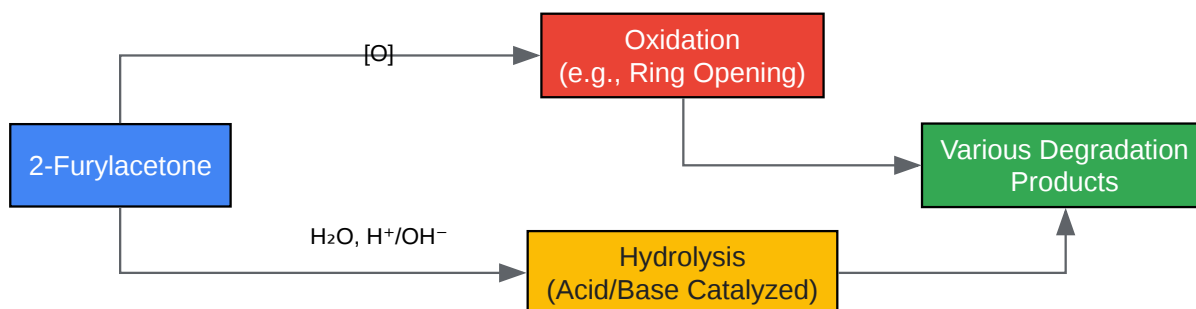 Oxidation
(e.g., Ring Opening)
[O]
2-Furylacetone
Various Degradation
Products
H₂O, H⁺/OH⁻
Hydrolysis
(Acid/Base Catalyzed)